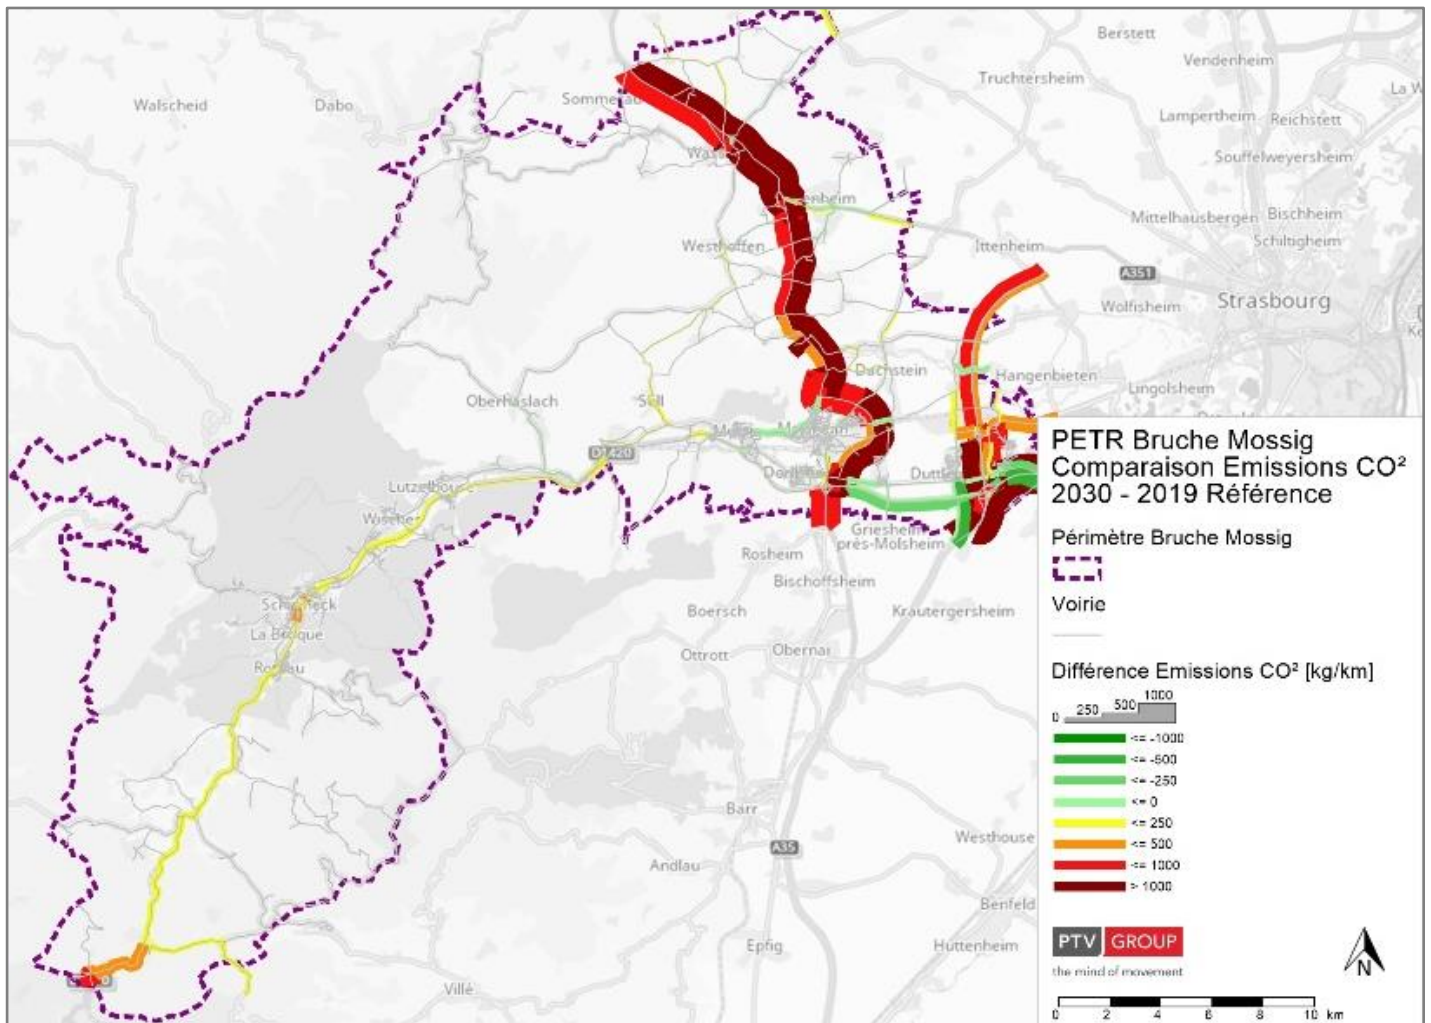 Berstett
Vendenheim
Truchtersheim
Walscheid
Dabo
La W
Lampertheim
Reichstett
Souffelweyersheim
Mittelhausbergen
Bischheim
Schiltigheim
Westhoffen
Ittenheim
A351
Wolfisheim
Strasbourg
Dachstein
Hangenbieten
Lingolsheim
Oberhaslach
D1420
Griesheim
près-Molsheim
Rosheim
Bischoffsheim
Boersch
Krautergersheim
La Broque
Ottrott
Obernai
Barr
A35
Westhouse
Andlau
Benfeld
Epfig
Huttenheim
Villé
PETR Bruche Mossig
Comparaison Emissions CO²
2030 - 2019 Référence
Périmètre Bruche Mossig
Voirie
Différence Emissions CO² [kg/km]
0 250 500 1000
<= -1000
<= -500
<= -250
<= 0
<= 250
<= 500
<= 1000
> 1000
PTV GROUP
the mind of movement
N
0 2 4 6 8 10 km